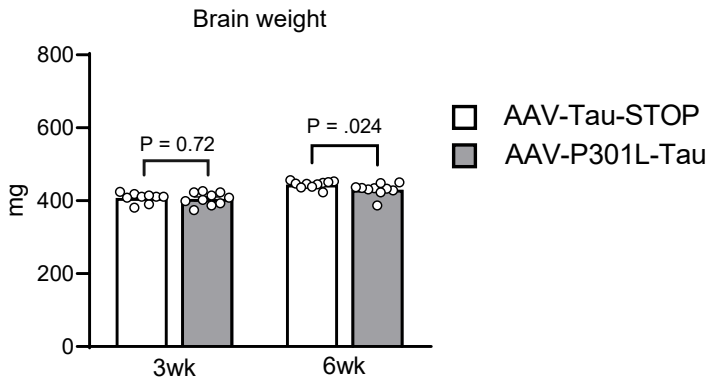 Brain weight
800
600
400
200
0
mg
P = 0.72
P = .024
3wk
6wk
AAV-Tau-STOP
AAV-P301L-Tau